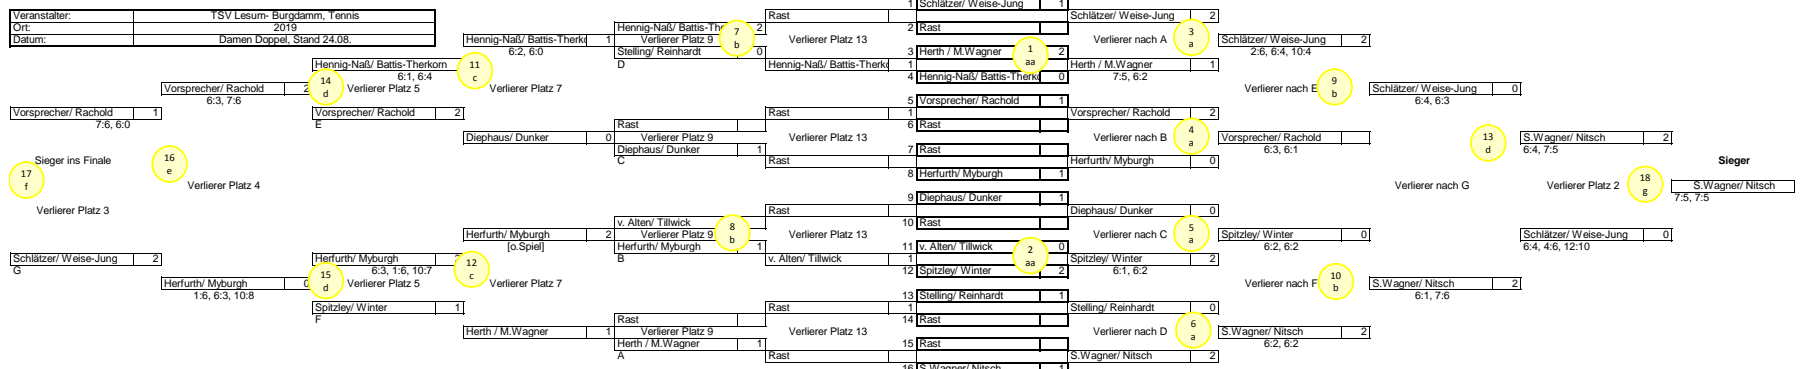 Veranstalter: TSV Lesum- Burgdamm, Tennis
Ort: 2019
Datum: Damen Doppel, Stand 24.08.
1 Schlätzer/ Weise-Jung 1
Rast Schlätzer/ Weise-Jung 2
Hennig-Naß/ Battis-The 2 2 Rast
7 b
3 a
Hennig-Naß/ Battis-Therko 1 Verlierer Platz 9 Verlierer Platz 13 Verlierer nach A Schlätzer/ Weise-Jung 2
6:2, 6:0 Stelling/ Reinhardt 0 3 Herth / M.Wagner 2 2:6, 6:4, 10:4
1 aa
Hennig-Naß/ Battis-Therkorn D Hennig-Naß/ Battis-Therko 1 Herth / M.Wagner 1
11 c
6:1, 6:4 4 Hennig-Naß/ Battis-Therko 0 7:5, 6:2
14 d
9 b
Vorsprecher/ Rachold 2 Verlierer Platz 5 Verlierer Platz 7 Verlierer nach E Schlätzer/ Weise-Jung 0
6:3, 7:6 5 Vorsprecher/ Rachold 1 6:4, 6:3
Vorsprecher/ Rachold 1 Vorsprecher/ Rachold 2 Rast 1 Vorsprecher/ Rachold 2
7:6, 6:0 E Rast 6 Rast
4 a
13 d
Diephaus/ Dunker 0 Verlierer Platz 9 Verlierer Platz 13 Verlierer nach B Vorsprecher/ Rachold S.Wagner/ Nitsch 2
Diephaus/ Dunker 1 7 Rast 6:3, 6:1 6:4, 7:5
Sieger ins Finale C Rast Herfurth/ Myburgh 0 Sieger
16 e
17 f
8 Herfurth/ Myburgh 1
Verlierer Platz 4 Verlierer nach G Verlierer Platz 2 S.Wagner/ Nitsch
18 g
9 Diephaus/ Dunker 1 7:5, 7:5
Verlierer Platz 3 Rast Diephaus/ Dunker 0
v. Alten/ Tillwick 10 Rast
8 b
5 a
Herfurth/ Myburgh 2 Verlierer Platz 9 Verlierer Platz 13 Verlierer nach C Spitzley/ Winter 0 Schlätzer/ Weise-Jung 0
[o.Spiel] Herfurth/ Myburgh 1 11 v. Alten/ Tillwick 0 6:2, 6:2 6:4, 4:6, 12:10
2 aa
Schlätzer/ Weise-Jung 2 Herfurth/ Myburgh B v. Alten/ Tillwick 1 Spitzley/ Winter 2
G 6:3, 1:6, 10:7 12 Spitzley/ Winter 2 6:1, 6:2
12 c
15 d
10 b
Herfurth/ Myburgh 0 Verlierer Platz 5 Verlierer Platz 7 Verlierer nach F S.Wagner/ Nitsch 2
1:6, 6:3, 10:8 13 Stelling/ Reinhardt 1 6:1, 7:6
Spitzley/ Winter 1 Rast 1 Stelling/ Reinhardt 0
F Rast 14 Rast
6 a
Herth / M.Wagner 1 Verlierer Platz 9 Verlierer Platz 13 Verlierer nach D S.Wagner/ Nitsch 2
Herth / M.Wagner 1 15 Rast 6:2, 6:2
A Rast S.Wagner/ Nitsch 2
16 S.Wagner/ Nitsch 1